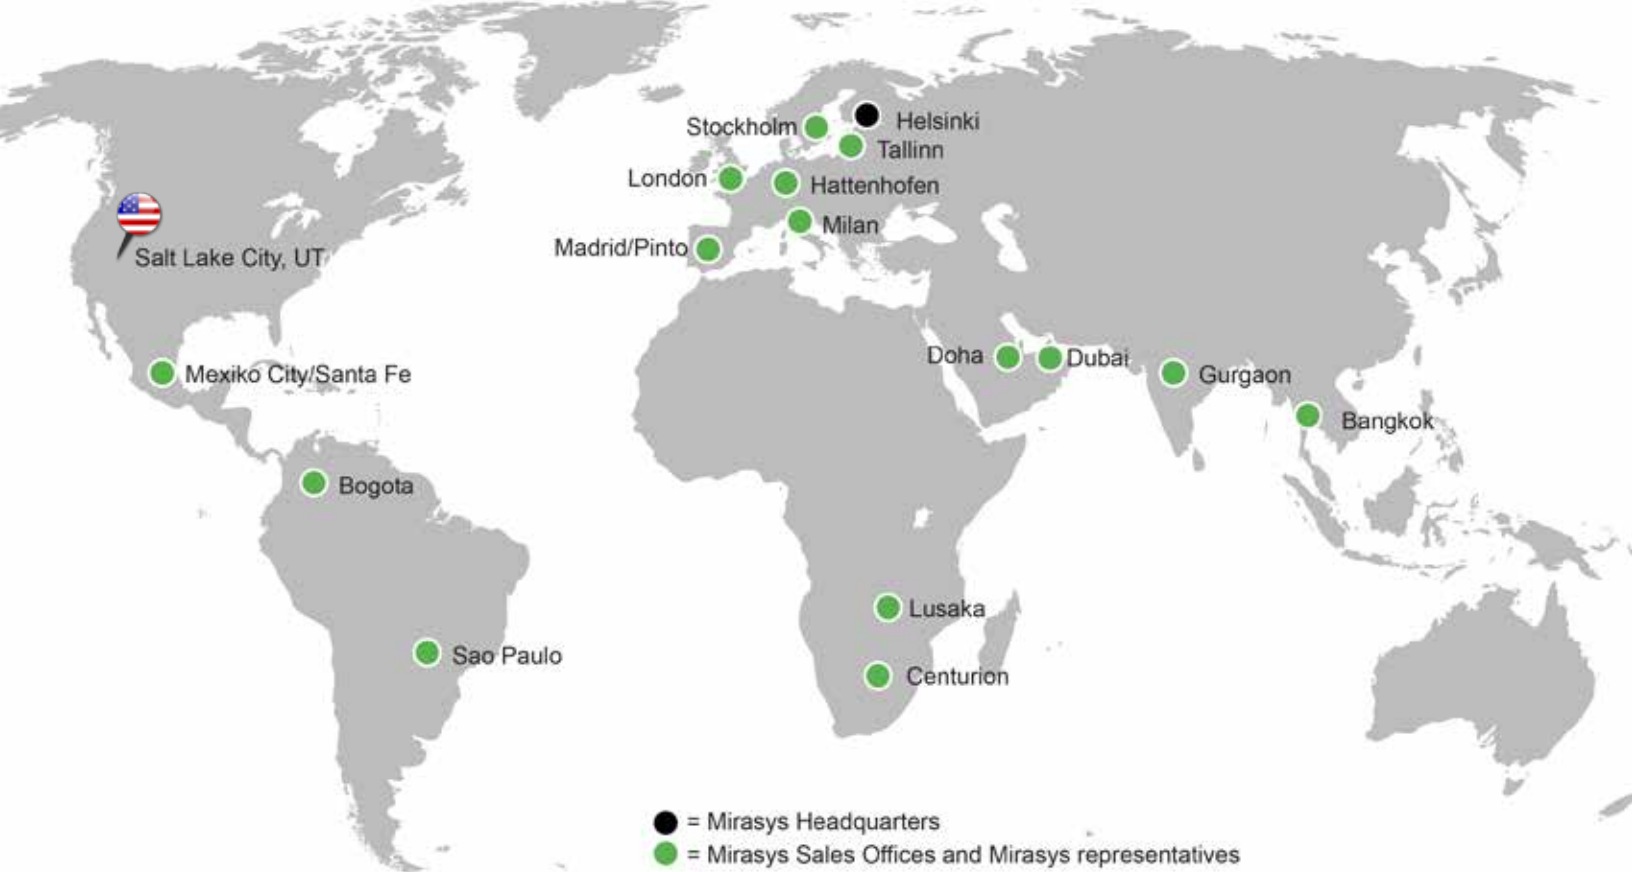 Stockholm
Helsinki
Tallinn
London
Hattenhofen
Milan
Madrid/Pinto
Salt Lake City, UT
Doha
Dubai
Mexiko City/Santa Fe
Gurgaon
Bangkok
Bogota
Lusaka
Sao Paulo
Centurion
= Mirasys Headquarters
= Mirasys Sales Offices and Mirasys representatives